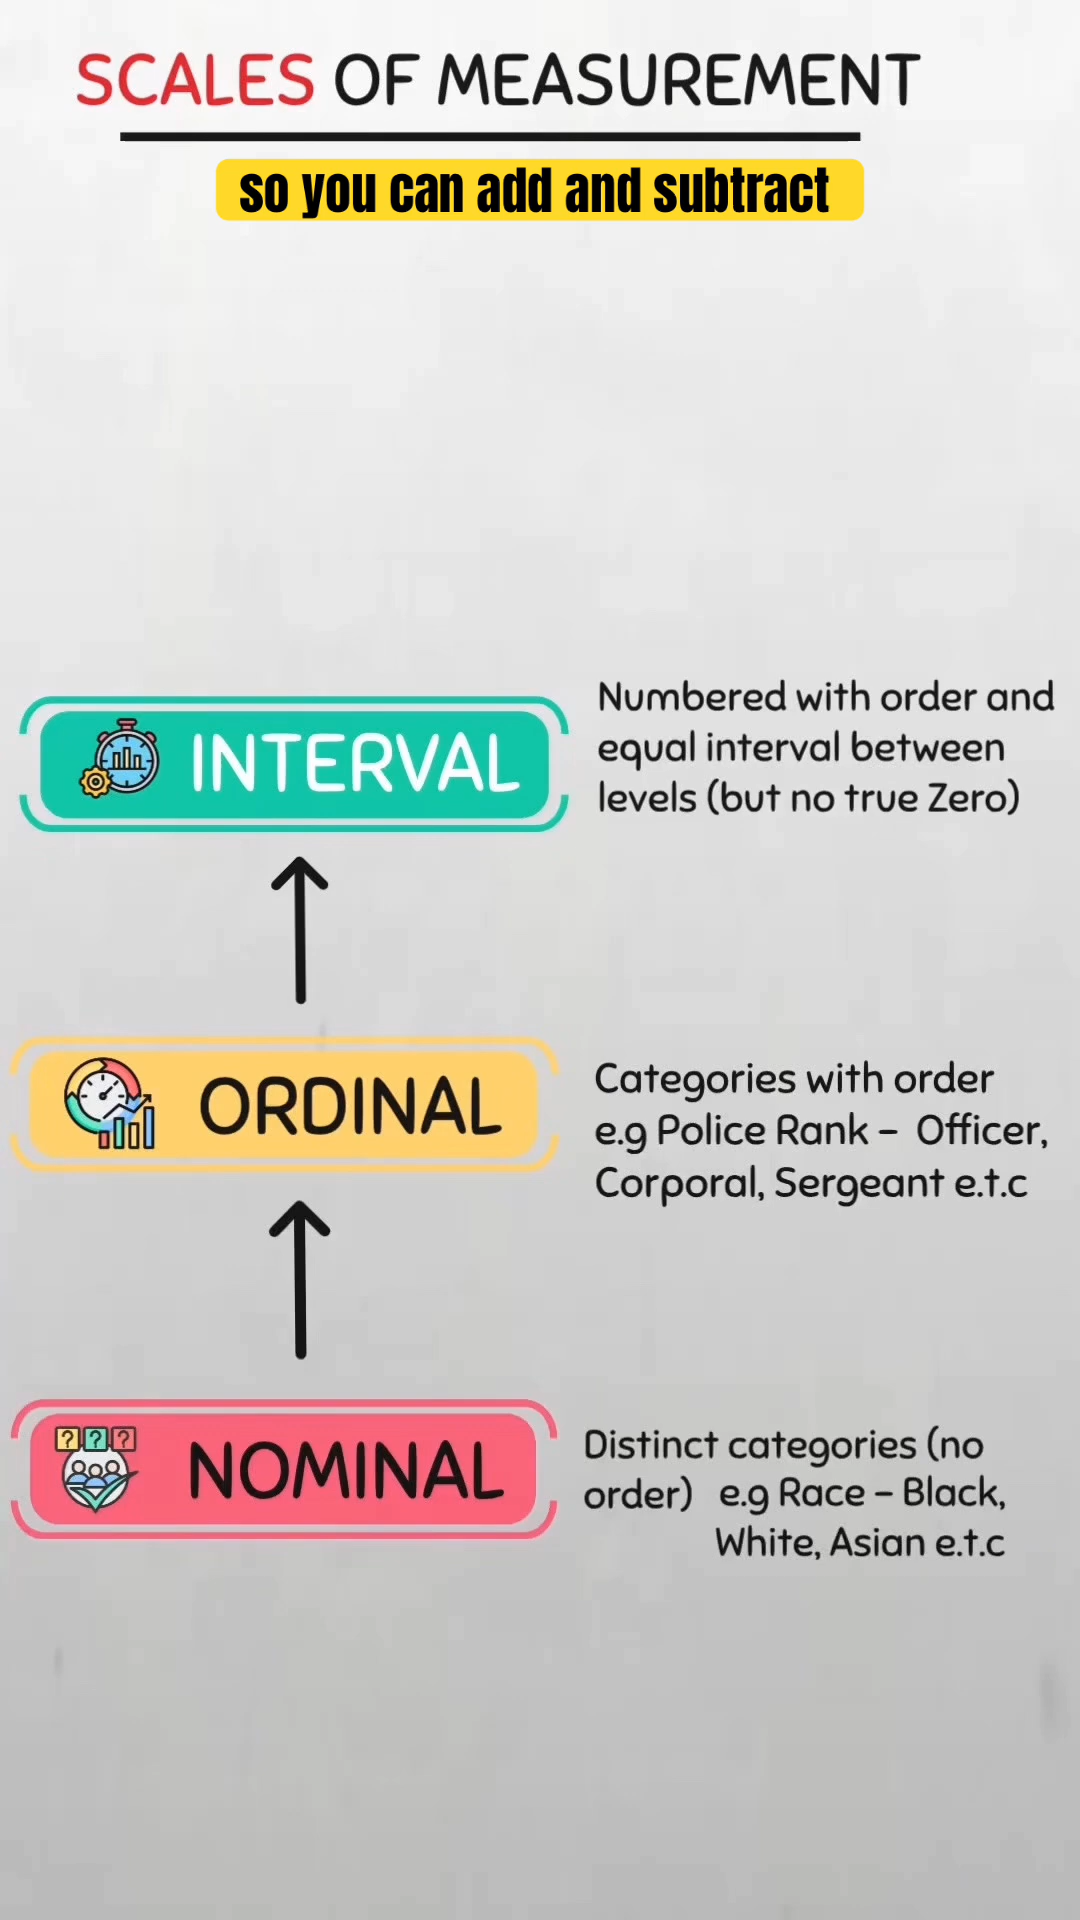 SCALES OF MEASUREMENT
so you can add and subtract
INTERVAL
Numbered with order and
equal interval between
levels (but no true Zero)
ORDINAL
Categories with order
e.g Police Rank – Officer,
Corporal, Sergeant e.t.c
? ? ?
NOMINAL
Distinct categories (no
order) e.g Race – Black,
White, Asian e.t.c